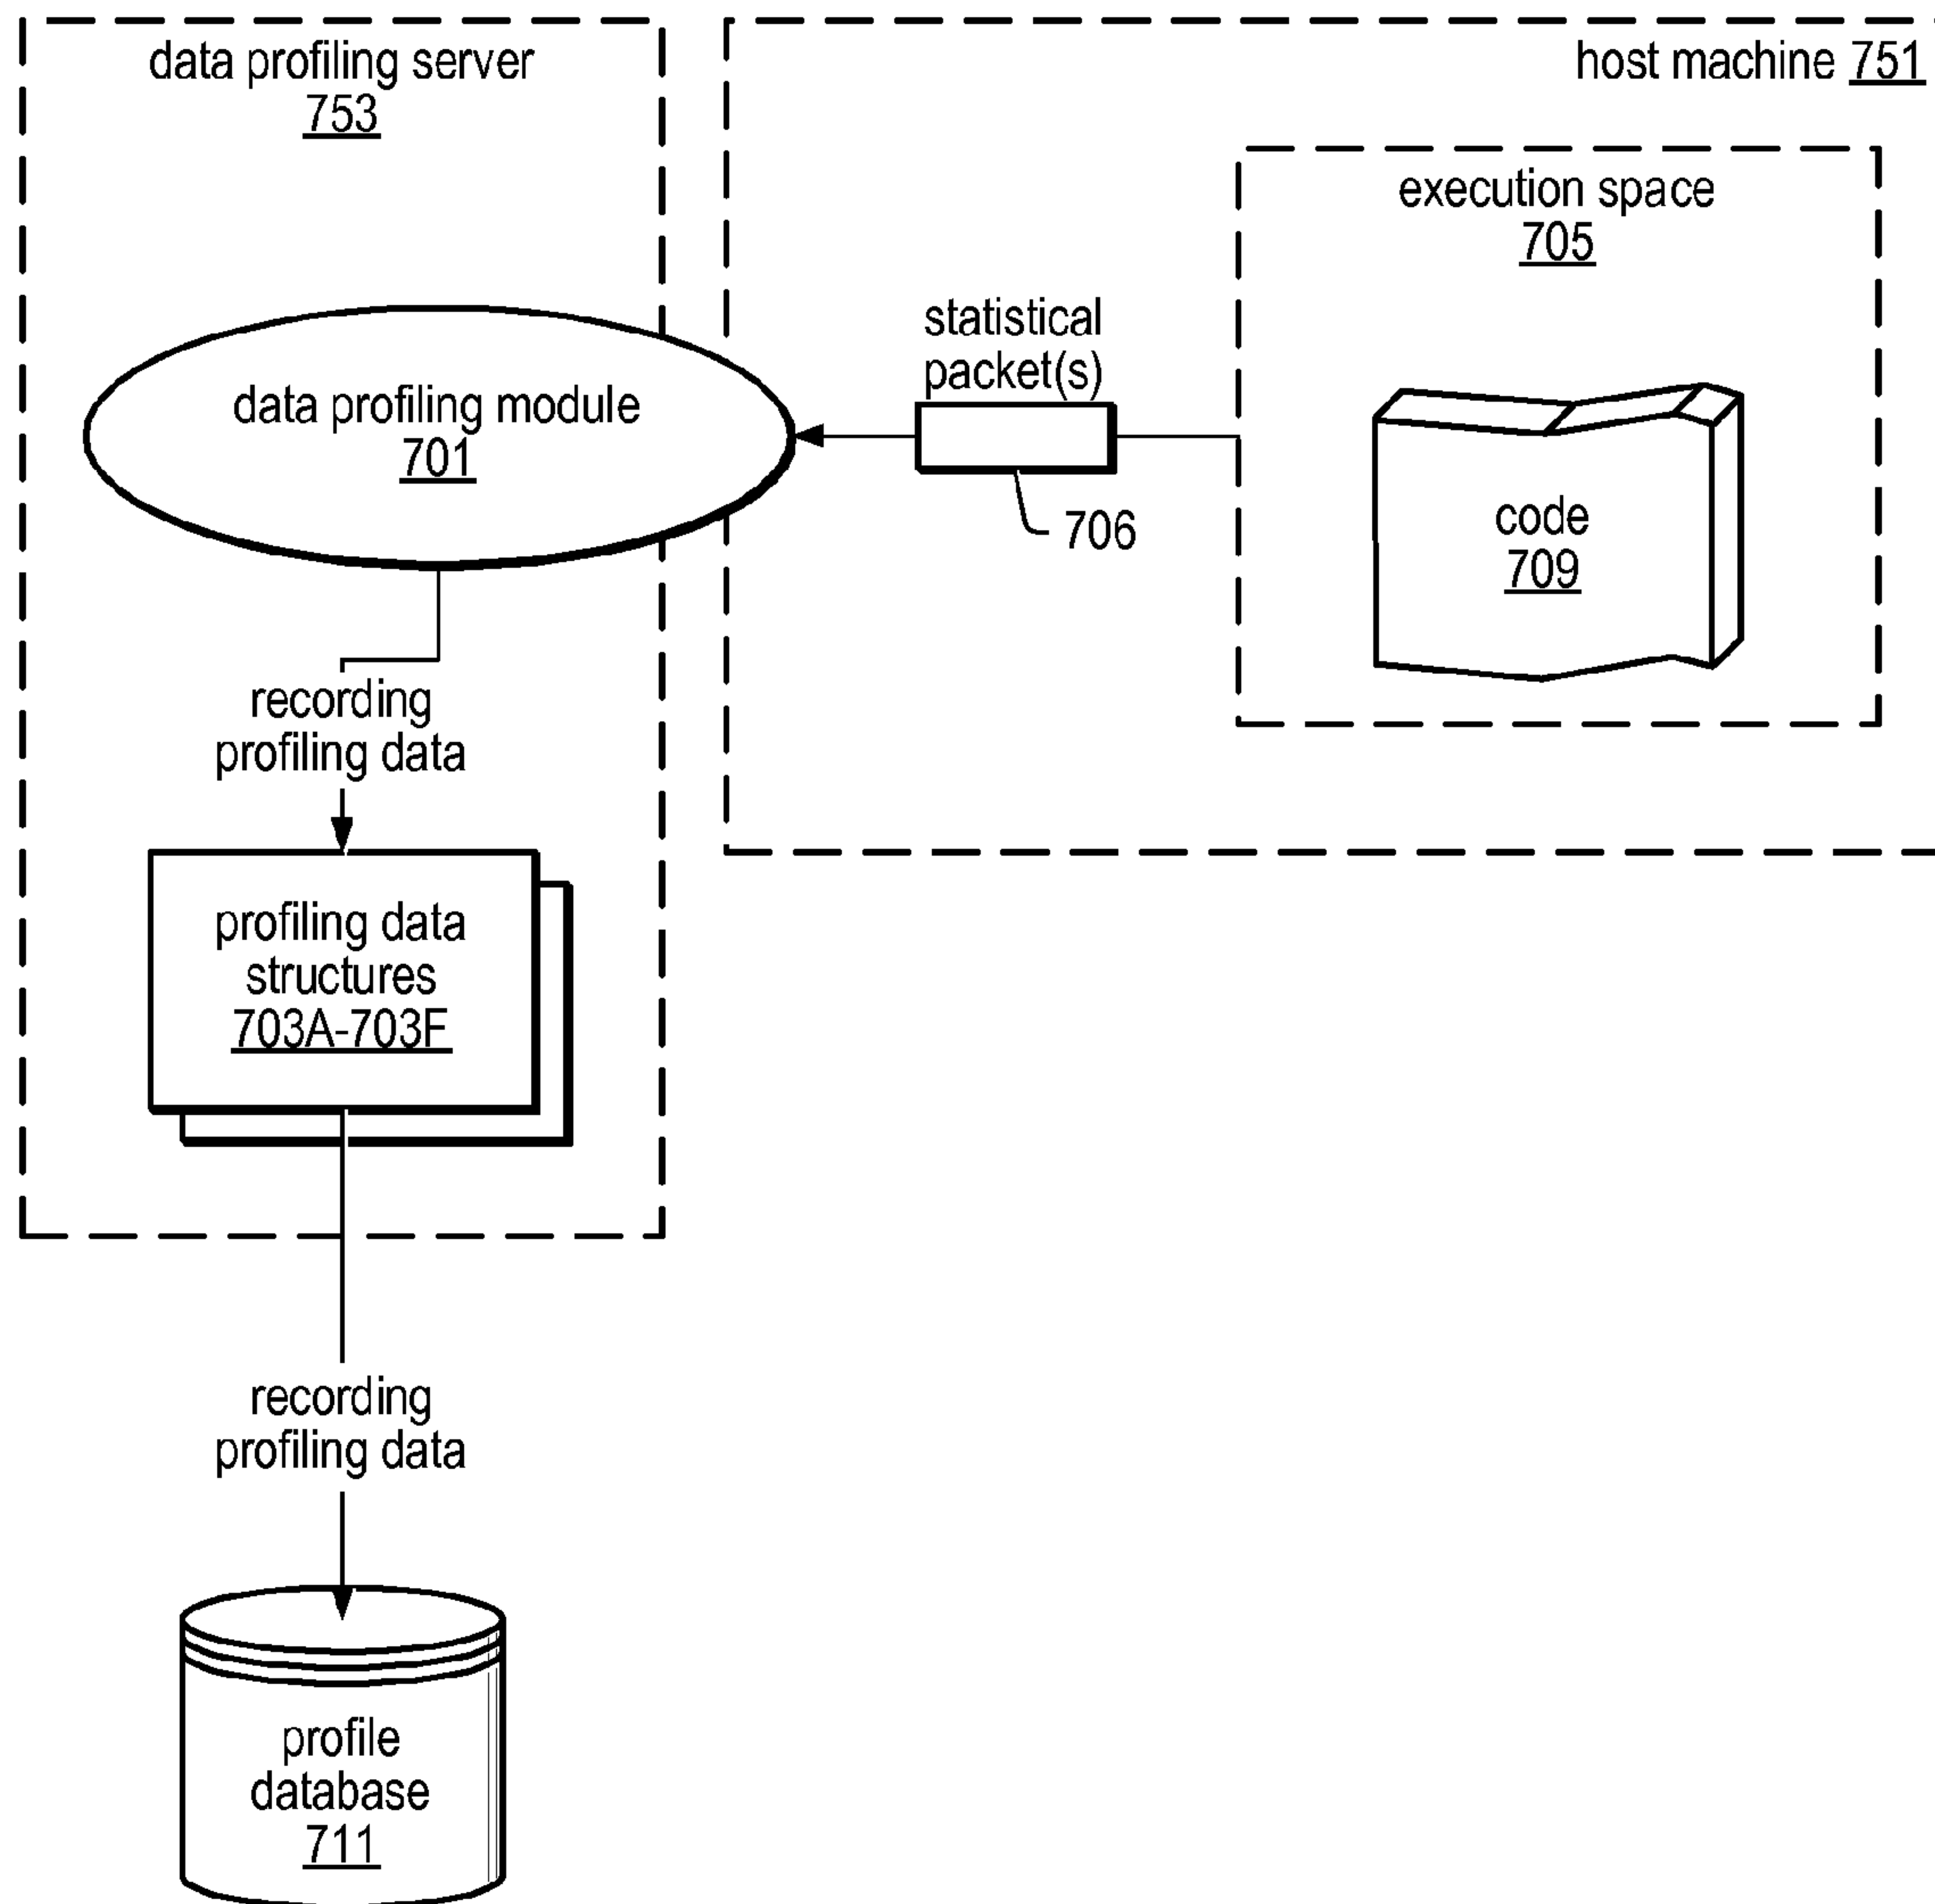 data profiling server
753
host machine 751
execution space
705
statistical
packet(s)
706
data profiling module
701
code
709
recording
profiling data
profiling data
structures
703A-703F
recording
profiling data
profile
database
711